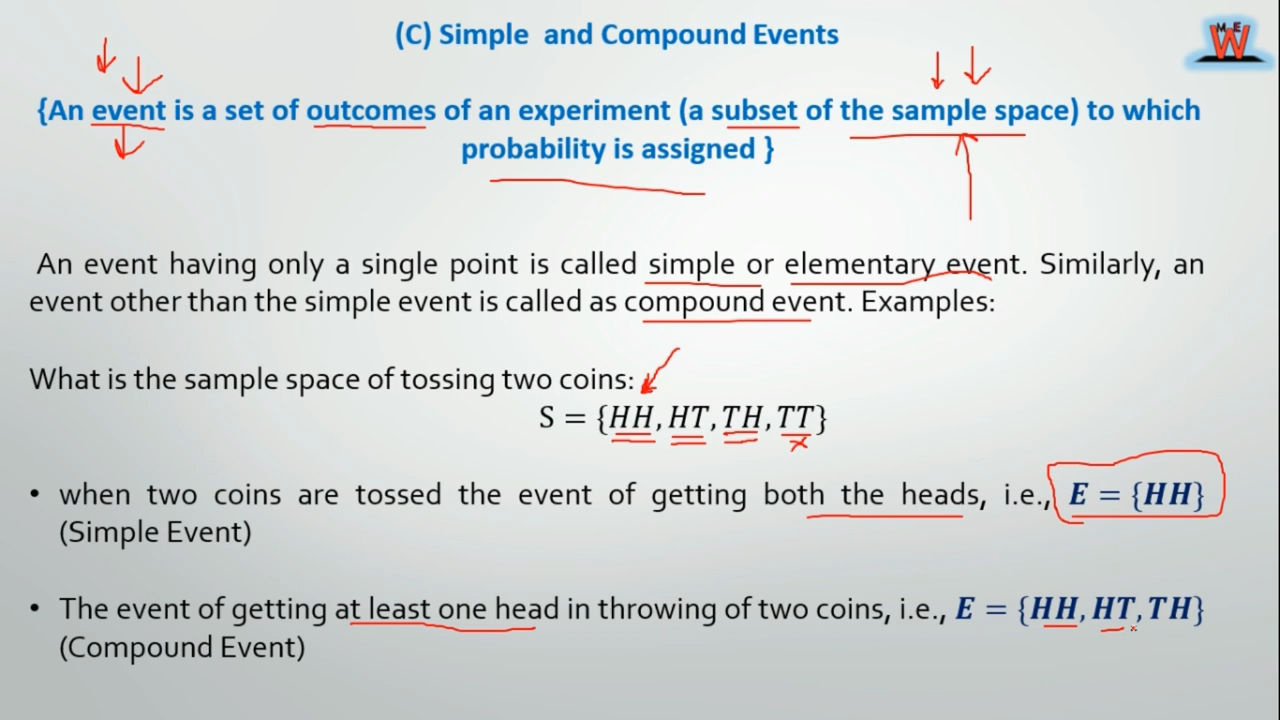 (C) Simple and Compound Events
M E
W
{An event is a set of outcomes of an experiment (a subset of the sample space) to which
probability is assigned }
An event having only a single point is called simple or elementary event. Similarly, an
event other than the simple event is called as compound event. Examples:
What is the sample space of tossing two coins:
S = {HH, HT, TH, TT}
• when two coins are tossed the event of getting both the heads, i.e., E = {HH}
(Simple Event)
• The event of getting at least one head in throwing of two coins, i.e., E = {HH, HT, TH}
(Compound Event)